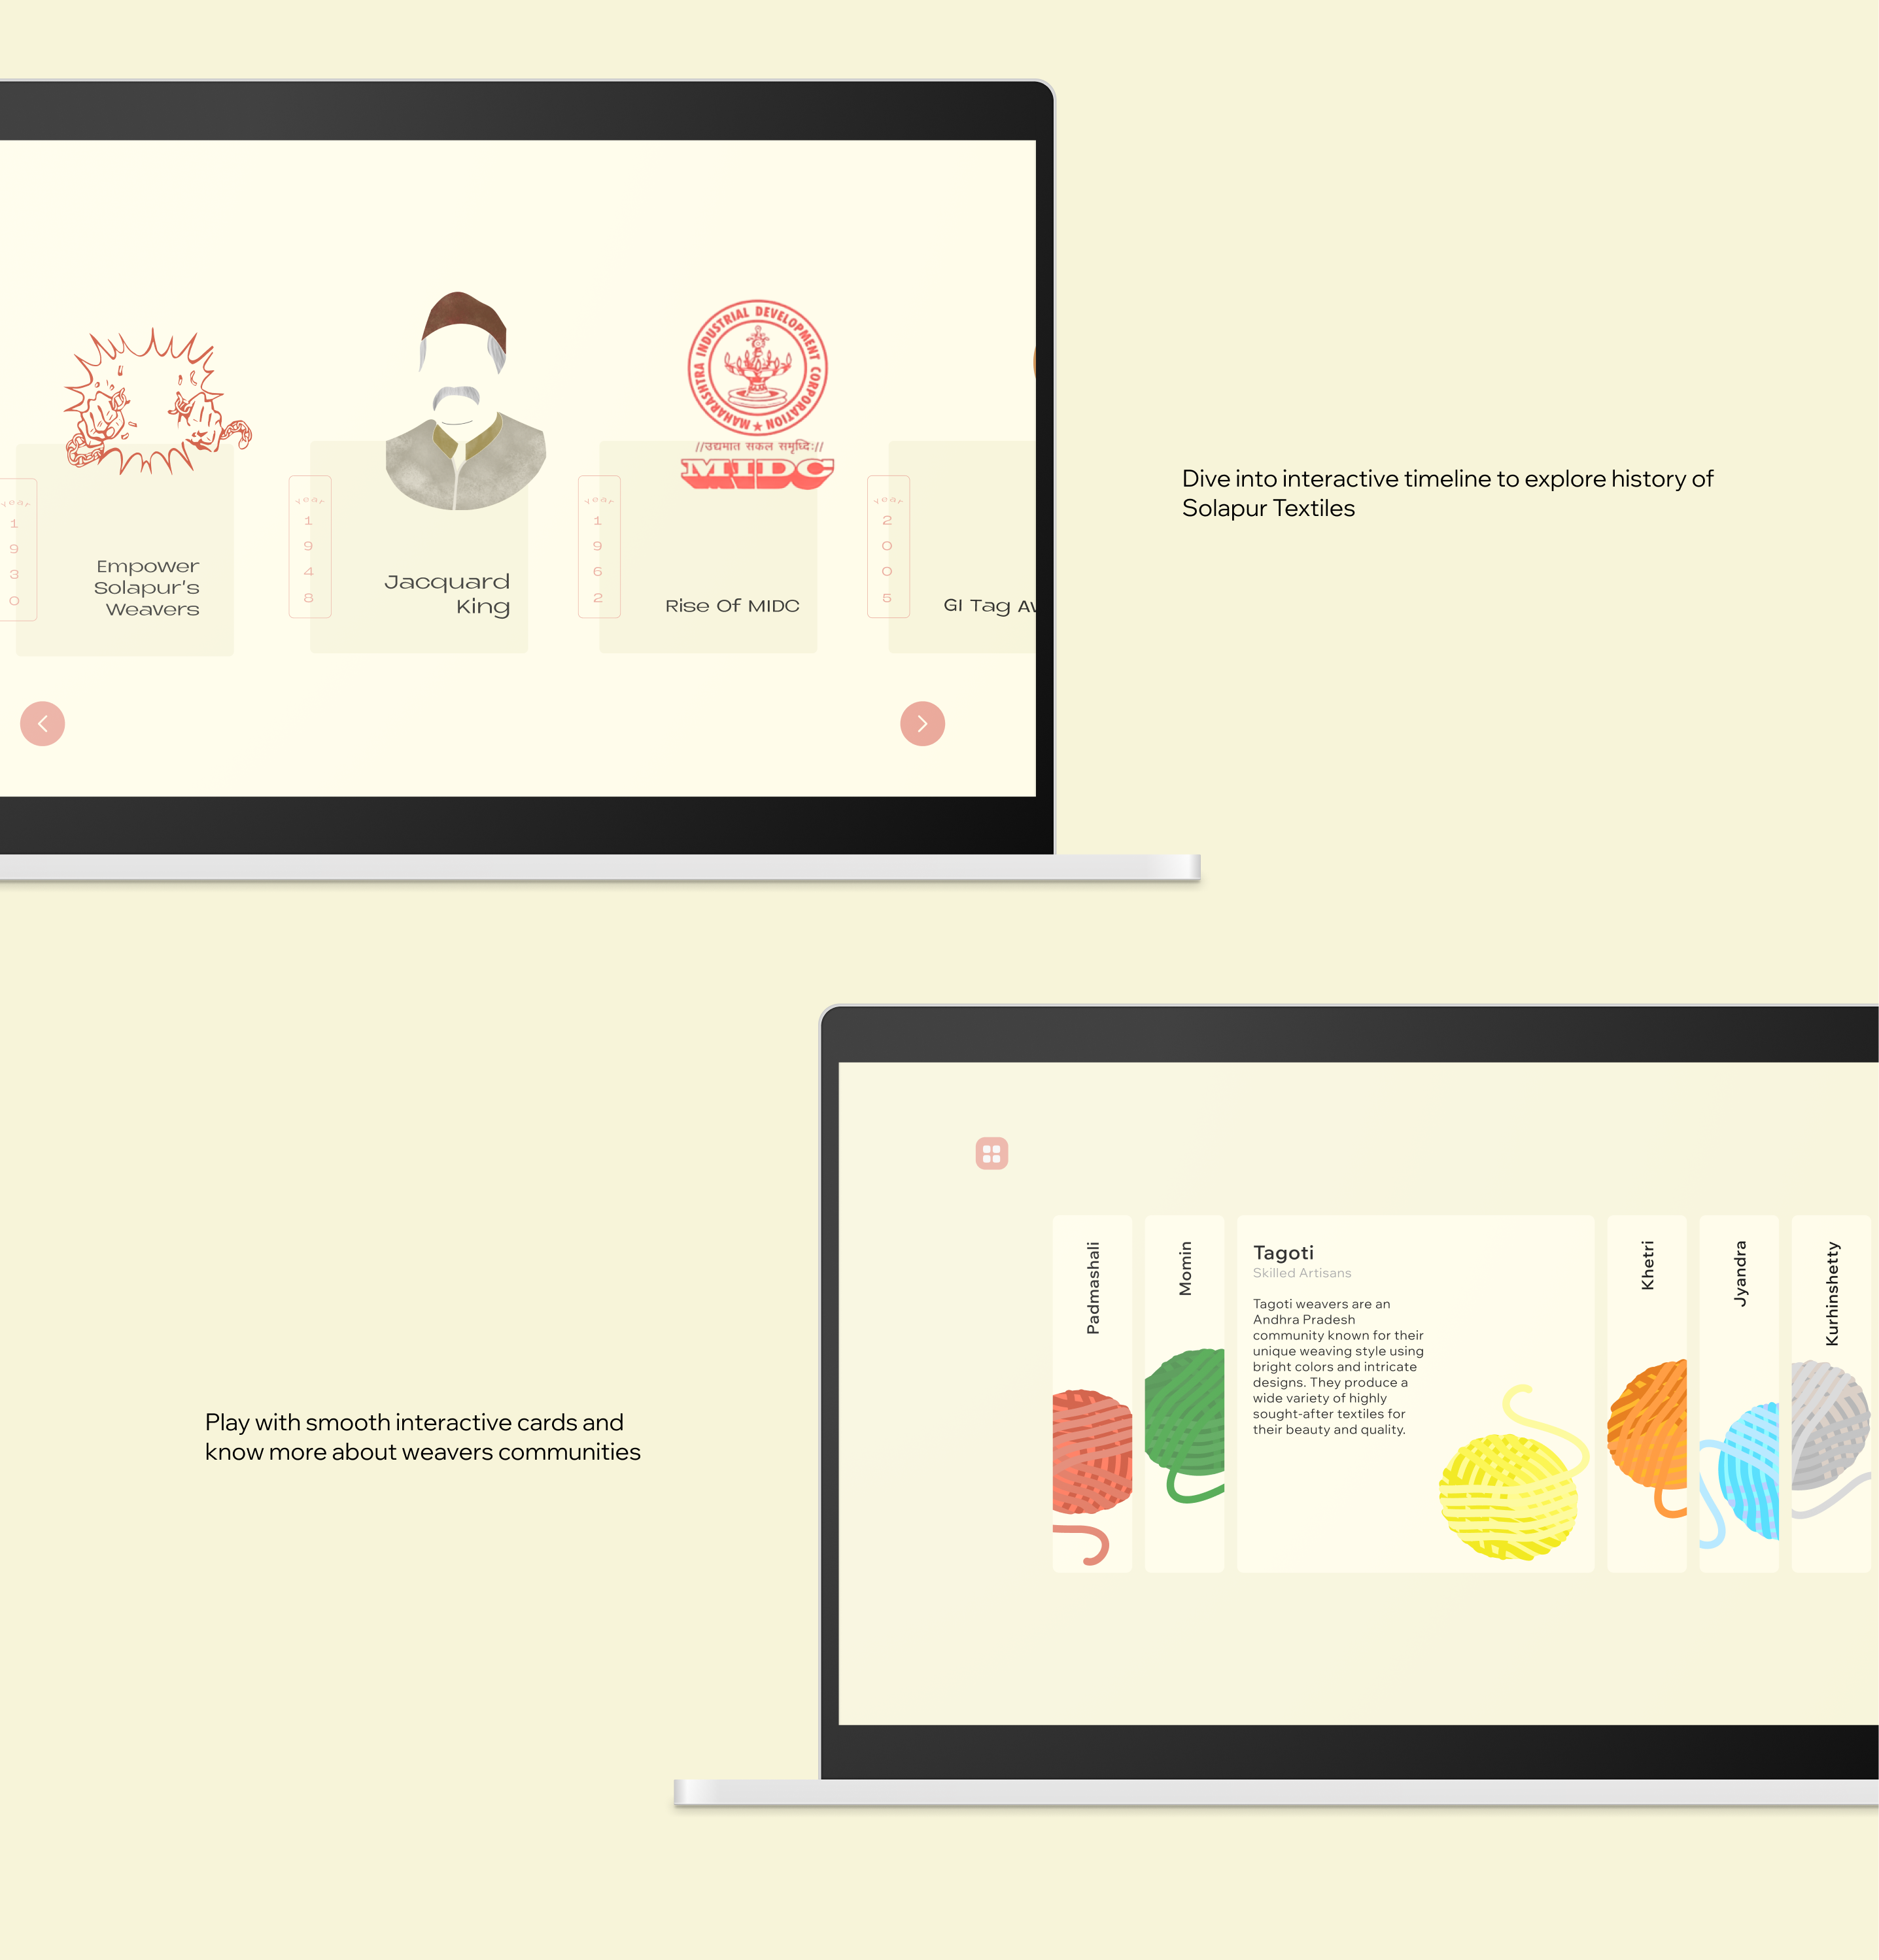 MAHARASHTRA INDUSTRIAL DEVELOPMENT CORPORATION ★
//उद्यमात सकल समृध्दि://
MIDC
year
1
9
3
0
Empower
Solapur's
Weavers
year
1
9
4
8
Jacquard
King
year
1
9
6
2
Rise Of MIDC
2
0
0
5
GI Tag
Dive into interactive timeline to explore history of
Solapur Textiles
Play with smooth interactive cards and
know more about weavers communities
Padmashali
Momin
Tagoti
Skilled Artisans
Tagoti weavers are an
Andhra Pradesh
community known for their
unique weaving style using
bright colors and intricate
designs. They produce a
wide variety of highly
sought-after textiles for
their beauty and quality.
Khetri
Jyandra
Kurhinshetty